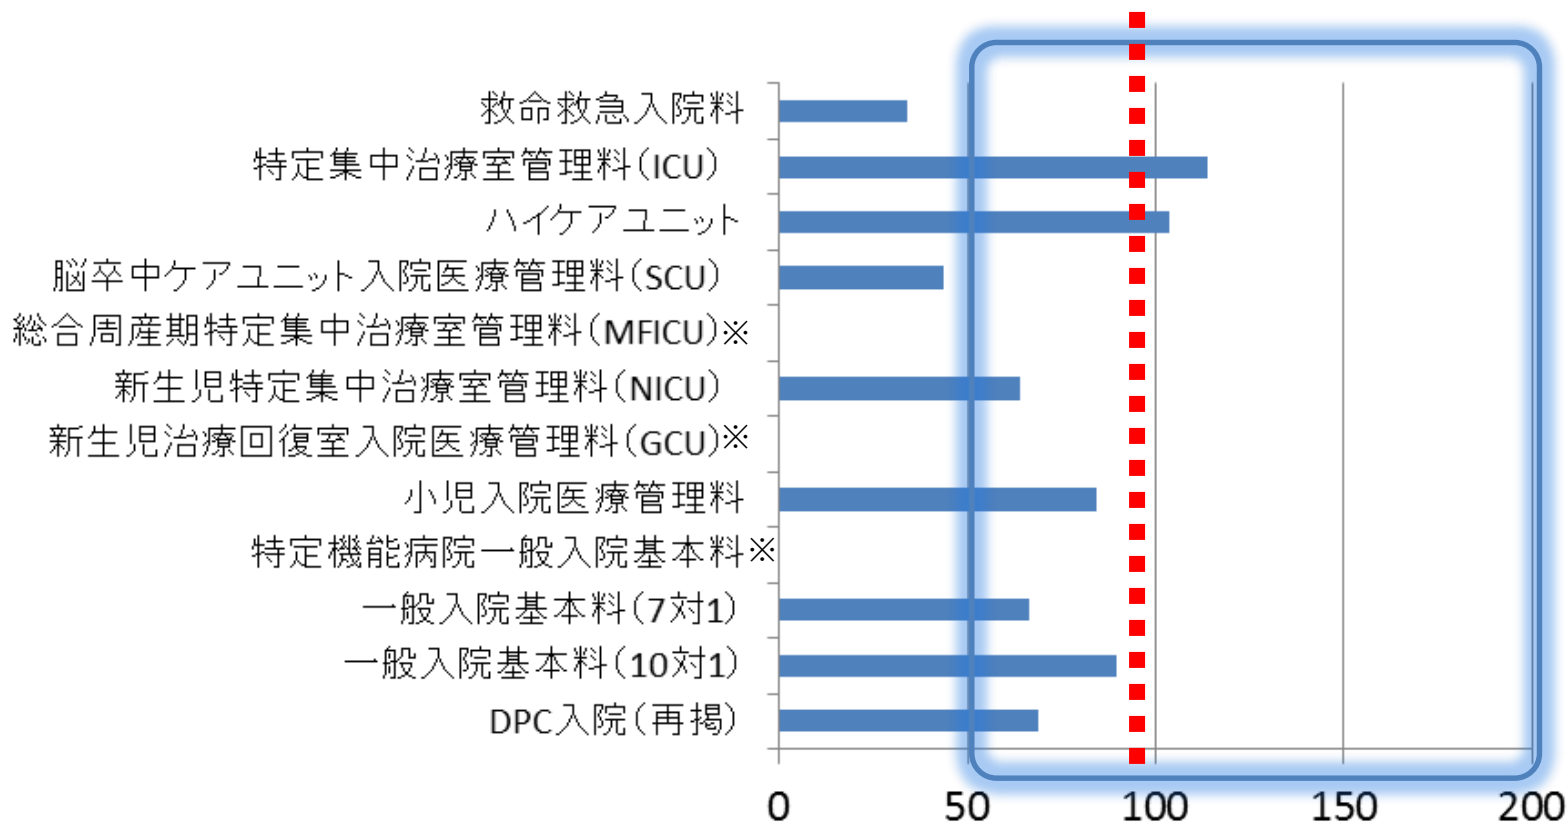 救命救急入院料
特定集中治療室管理料(ICU)
ハイケアユニット
脳卒中ケアユニット入院医療管理料(SCU)
総合周産期特定集中治療室管理料(MFICU)※
新生児特定集中治療室管理料(NICU)
新生児治療回復室入院医療管理料(GCU)※
小児入院医療管理料
特定機能病院一般入院基本料※
一般入院基本料(7対1)
一般入院基本料(10対1)
DPC入院(再掲)
0 50 100 150 200